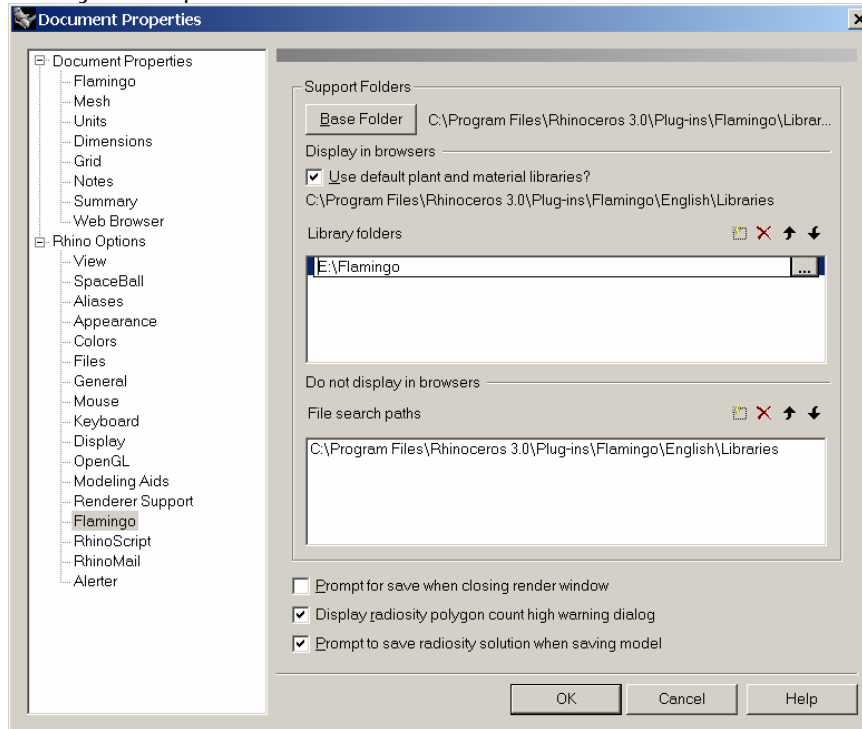 Document Properties
Document Properties
Flamingo
Mesh
Units
Dimensions
Grid
Notes
Summary
Web Browser
Rhino Options
View
SpaceBall
Aliases
Appearance
Colors
Files
General
Mouse
Keyboard
Display
OpenGL
Modeling Aids
Renderer Support
Flamingo
RhinoScript
RhinoMail
Alerter
Support Folders
Base Folder C:\Program Files\Rhinoceros 3.0\Plug-ins\Flamingo\Librar...
Display in browsers
Use default plant and material libraries?
C:\Program Files\Rhinoceros 3.0\Plug-ins\Flamingo\English\Libraries
Library folders
E:\Flamingo ...
Do not display in browsers
File search paths
C:\Program Files\Rhinoceros 3.0\Plug-ins\Flamingo\English\Libraries
Prompt for save when closing render window
Display radiosity polygon count high warning dialog
Prompt to save radiosity solution when saving model
OK Cancel Help